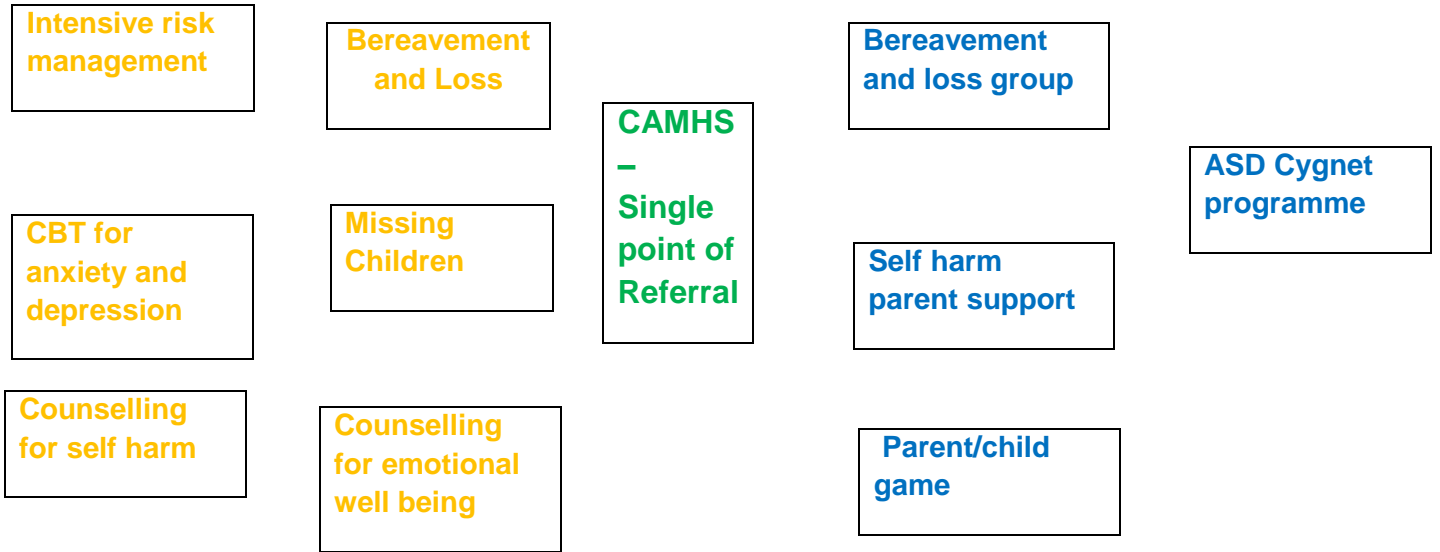 Intensive risk
management
Bereavement
and Loss
Bereavement
and loss group
CAMHS
–
Single
point of
Referral
ASD Cygnet
programme
CBT for
anxiety and
depression
Missing
Children
Self harm
parent support
Counselling
for self harm
Counselling
for emotional
well being
Parent/child
game